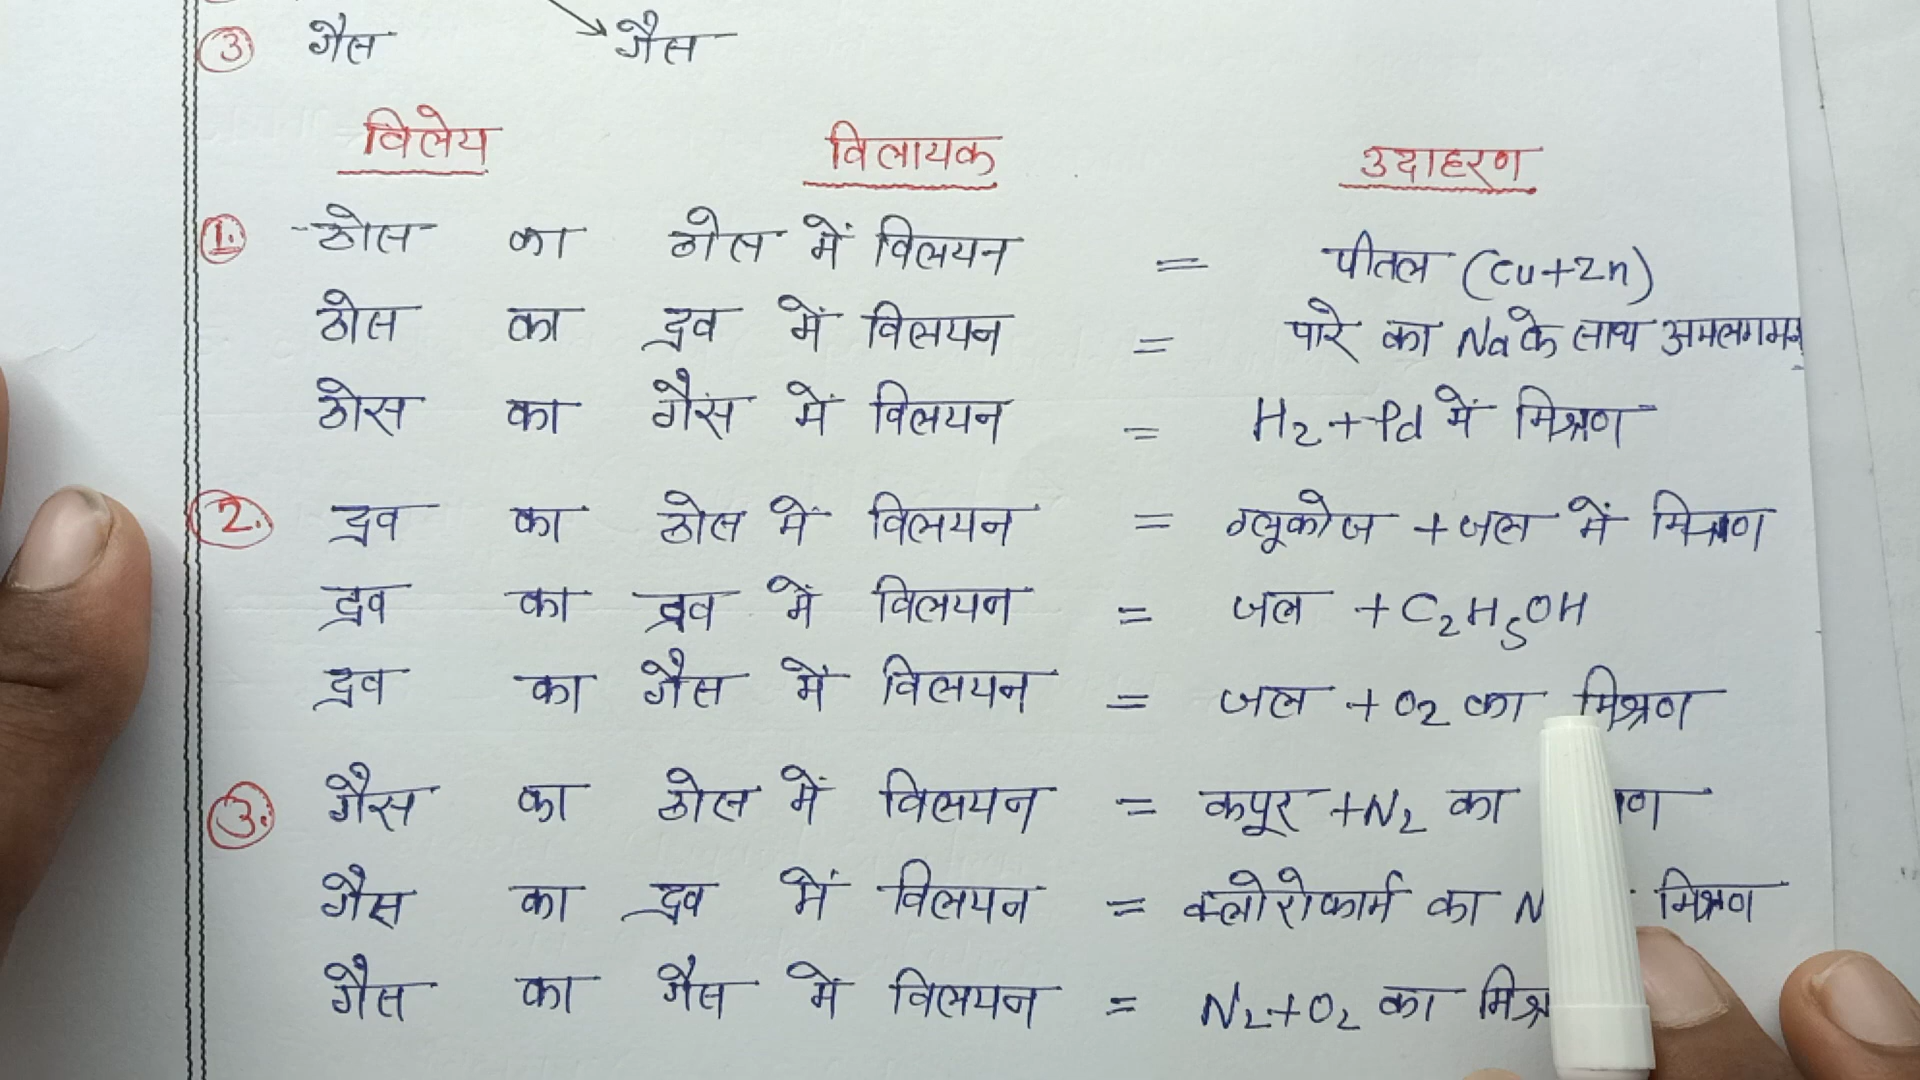 ③ गैस गैस
विलेय विलायक उदाहरण
1. ठोस का ठोस में विलयन = पीतल (Cu+Zn)
ठोस का द्रव में विलयन = पारे का Na के साथ अमलगमन
ठोस का गैस में विलयन = H₂+Pd में मिश्रण
2. द्रव का ठोस में विलयन = ग्लूकोज +जल में मिश्रण
द्रव का द्रव में विलयन = जल +C₂H₅OH
द्रव का गैस में विलयन = जल +O₂ का मिश्रण
3. गैस का ठोस में विलयन = कपूर +N₂ का
गैस का द्रव में विलयन = क्लोरोफार्म का N मिश्रण
गैस का गैस में विलयन = N₂+O₂ का